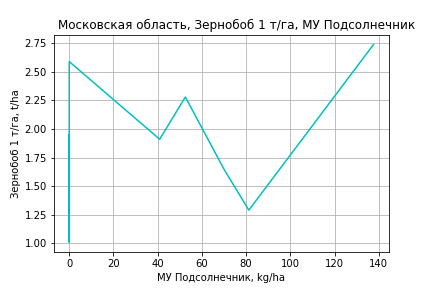 Московская область, Зернобоб 1 т/га, МУ Подсолнечник
2.75
2.50
2.25
2.00
1.75
1.50
1.25
1.00
Зернобоб 1 т/га, t/ha
0 20 40 60 80 100 120 140
МУ Подсолнечник, kg/ha